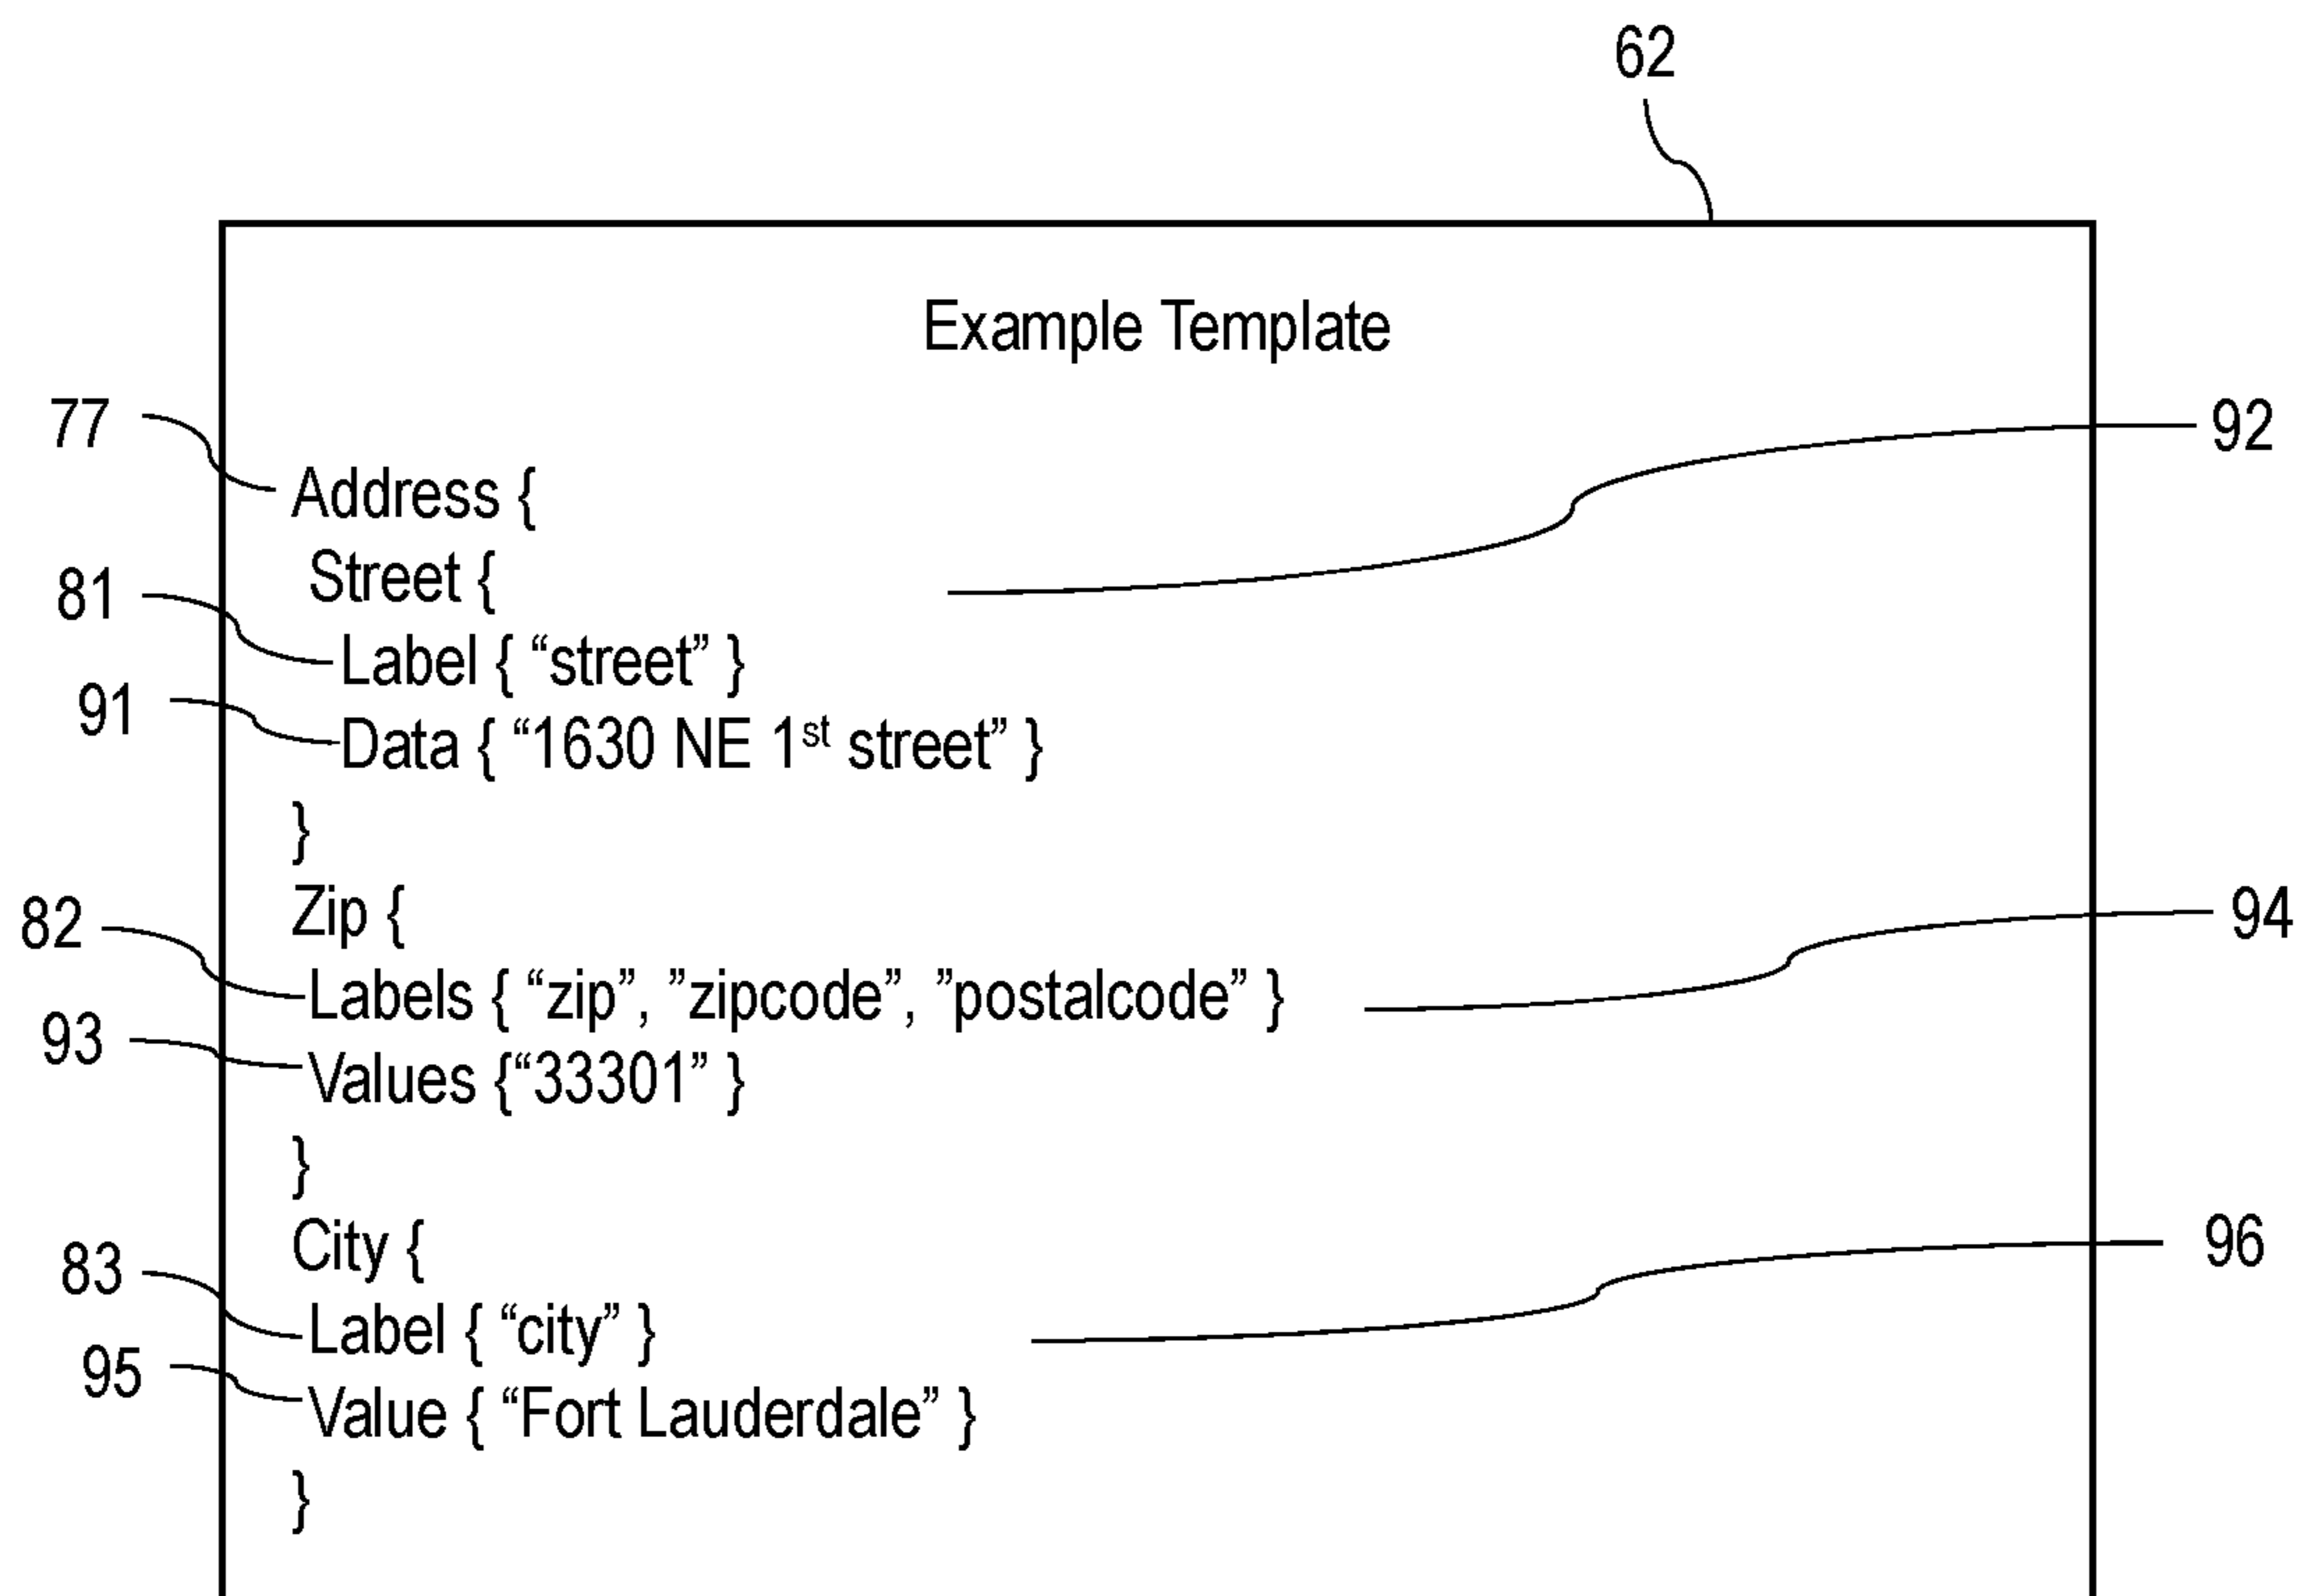 62
Example Template
77
92
Address {
Street {
81
Label { “street” }
91
Data { “1630 NE 1st street” }
}
Zip {
82
94
Labels { “zip”, ”zipcode”, ”postalcode” }
93
Values {“33301” }
}
City {
83
96
Label { “city” }
95
Value { “Fort Lauderdale” }
}